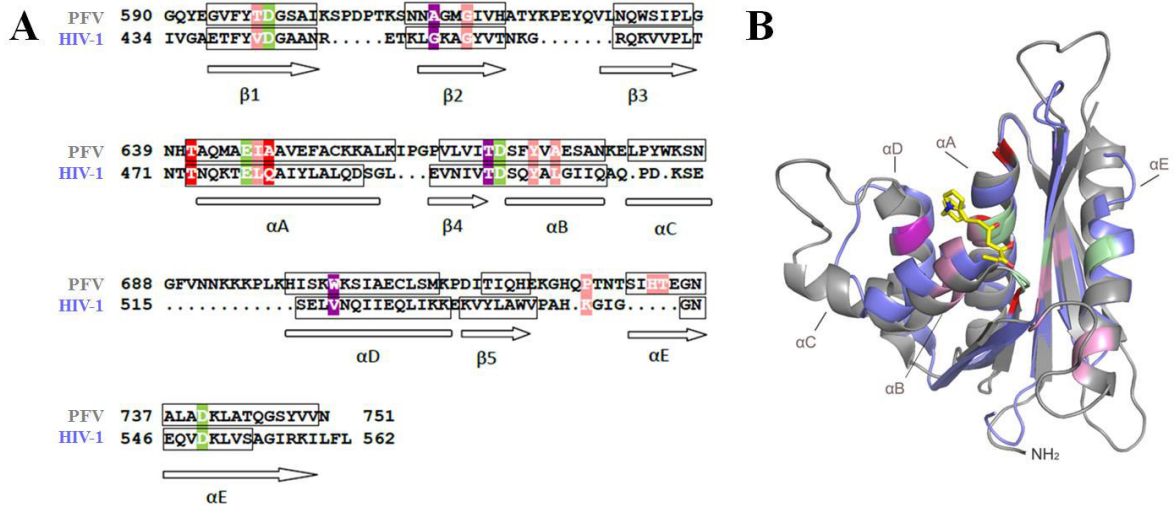 A
PFV 590 GQYEGVFYTDGSAIKSPDPTKSNNAGMGIVHATYKPEYQVLNQWSIPLG
HIV-1 434 IVGAETFYVDGAANR.....ETKLGKAGYVTNKG.......RQKVVPLT
β1 β2 β3
PFV 639 NHTAQMAEIAAVEFACKKALKIPGPVLVITDSFYVAESANKELPYWKSN
HIV-1 471 NTTNQKTELQAIYLALQDSGL...EVNIVTDSQYALGIIQAQ.PD.KSE
αA β4 αB αC
PFV 688 GFVNNKKKPLKHISKWKSIAECLSMKPDITIQHEKGHQPTNTSIHTEGN
HIV-1 515 .............SELVNQIIEQLIKKEKVYLAWVPAH.KGIG.....GN
αD β5 αE
PFV 737 ALADKLATQGSYVVN 751
HIV-1 546 EQVDKLVSAGIRKILFL 562
αE
B
αD αA αE
αC αB
NH₂